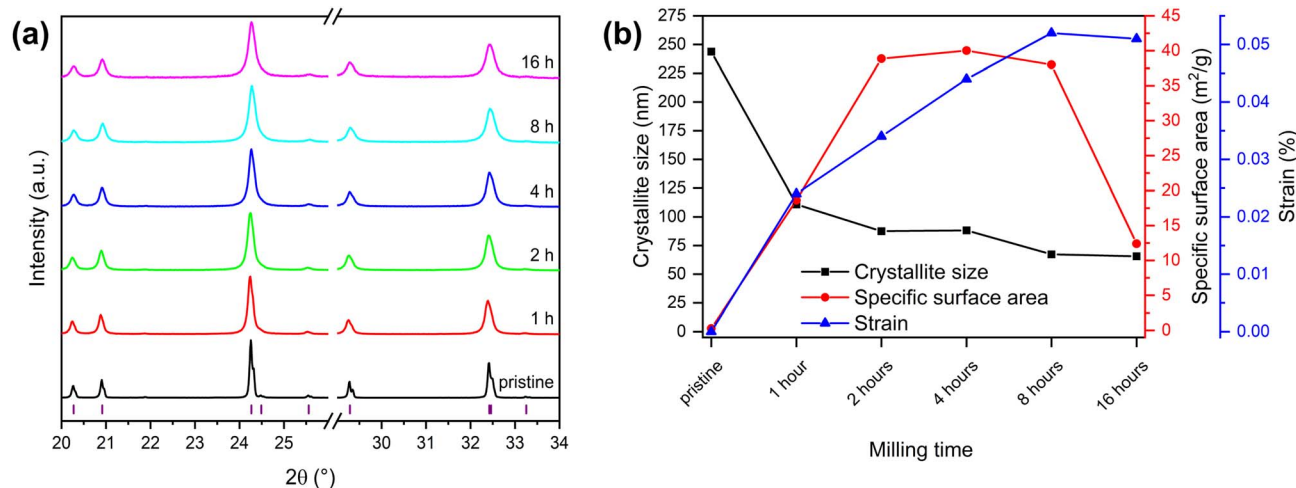 (a)
Intensity (a.u.)
16 h
8 h
4 h
2 h
1 h
pristine
20 21 22 23 24 25 30 31 32 33 34
2θ (°)
(b)
Crystallite size (nm)
275
250
225
200
175
150
125
100
75
50
25
0
Crystallite size
Specific surface area
Strain
45
40
35
30
25
20
15
10
5
0
Specific surface area (m²/g)
0.05
0.04
0.03
0.02
0.01
0.00
Strain (%)
pristine
1 hour
2 hours
4 hours
8 hours
16 hours
Milling time